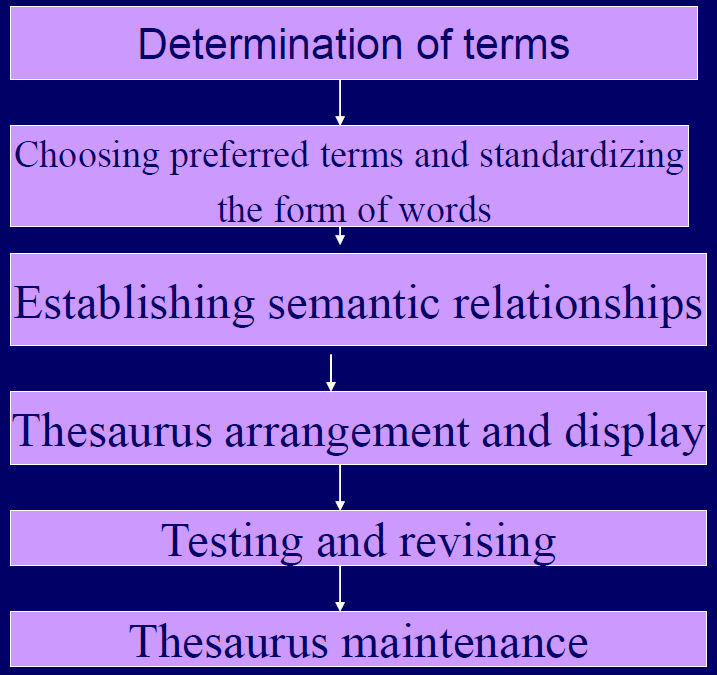 Determination of terms
Choosing preferred terms and standardizing
the form of words
Establishing semantic relationships
Thesaurus arrangement and display
Testing and revising
Thesaurus maintenance